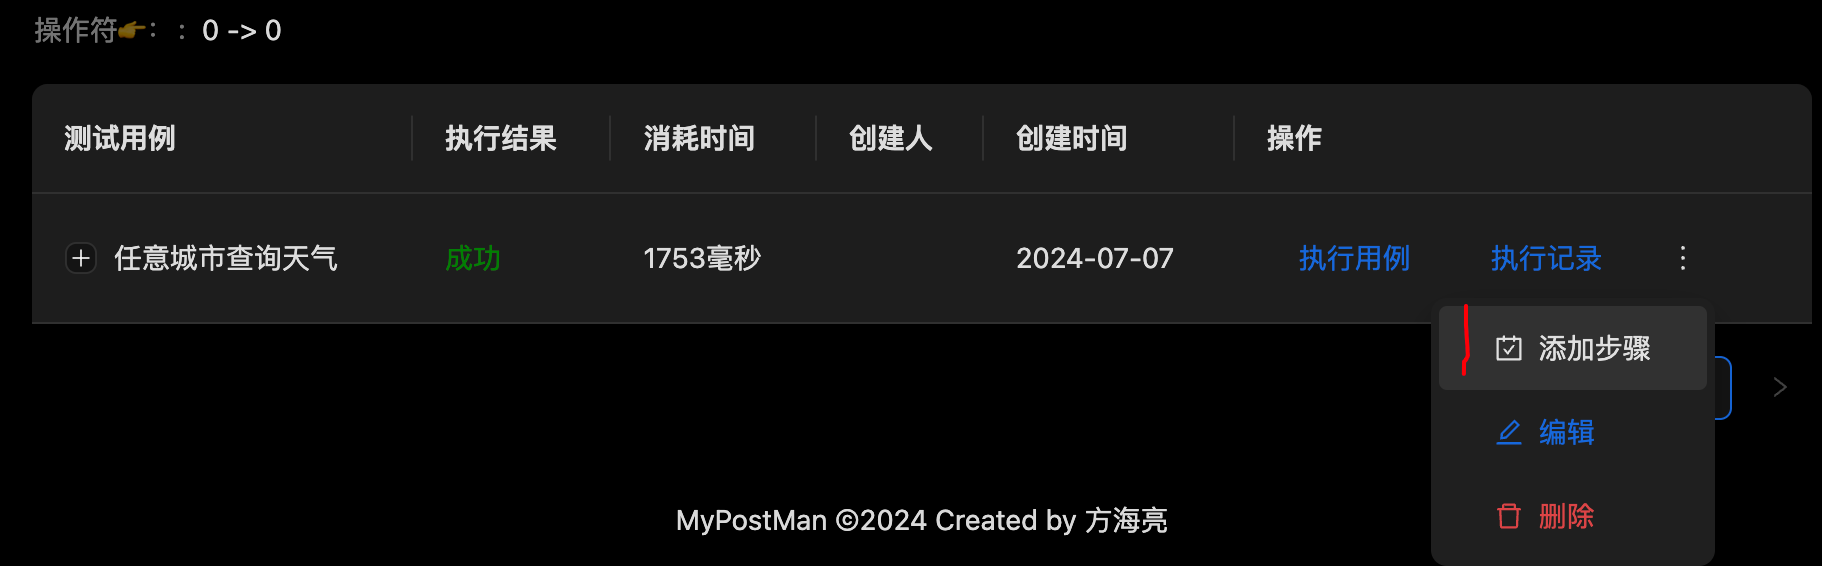 操作符👉: : 0 -> 0
测试用例 执行结果 消耗时间 创建人 创建时间 操作
任意城市查询天气 成功 1753毫秒 2024-07-07 执行用例 执行记录
添加步骤
编辑
删除
MyPostMan ©2024 Created by 方海亮